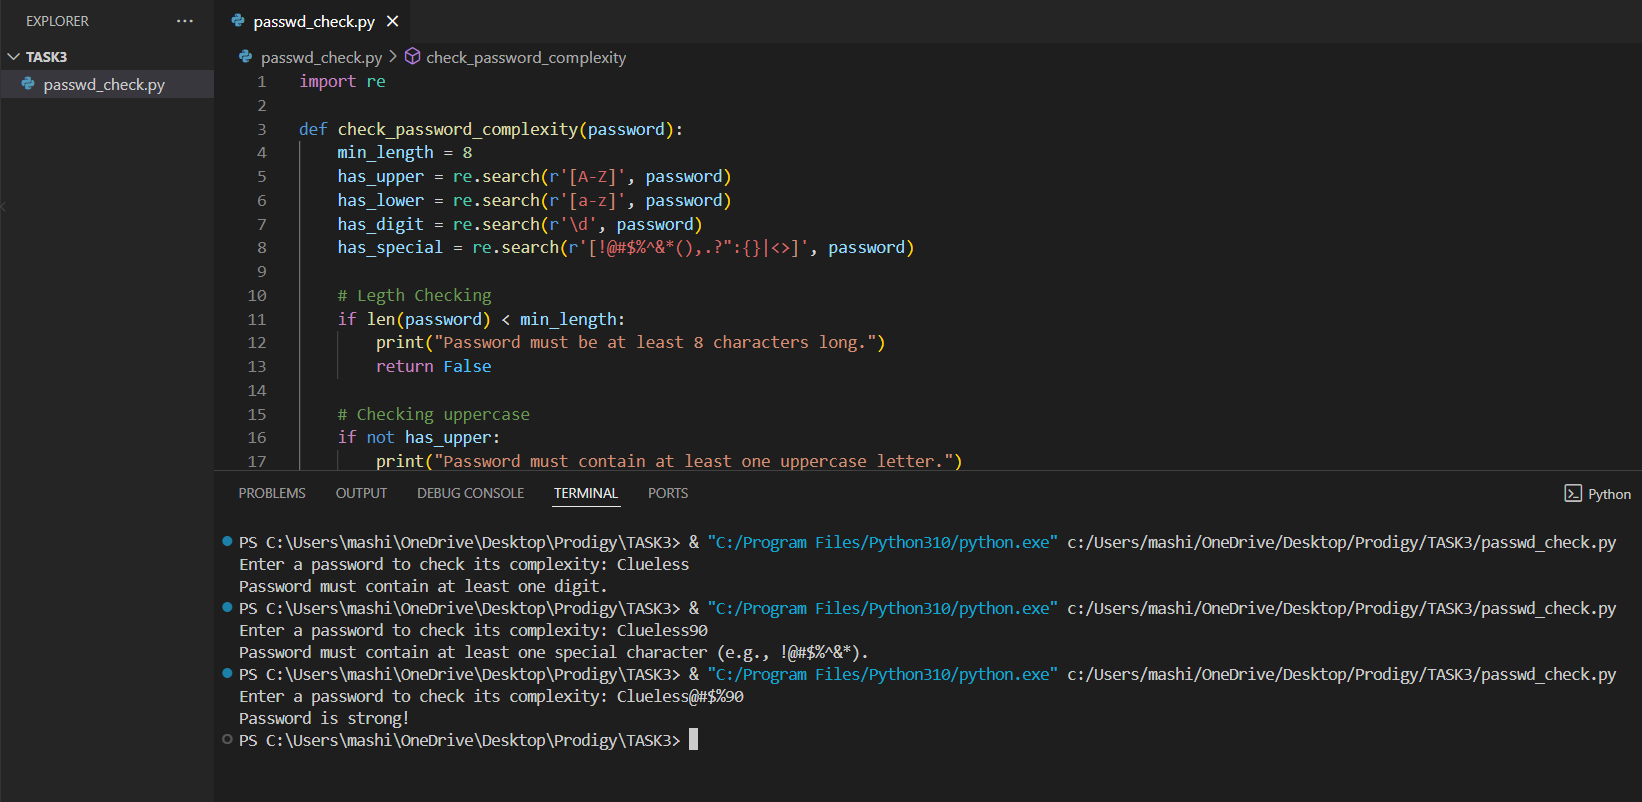 EXPLORER ...
TASK3
passwd_check.py
passwd_check.py
passwd_check.py > check_password_complexity
1 import re
2
3 def check_password_complexity(password):
4     min_length = 8
5     has_upper = re.search(r'[A-Z]', password)
6     has_lower = re.search(r'[a-z]', password)
7     has_digit = re.search(r'\d', password)
8     has_special = re.search(r'[!@#$%^&*(),.?":{}|<>]', password)
9
10     # Legth Checking
11     if len(password) < min_length:
12         print("Password must be at least 8 characters long.")
13         return False
14
15     # Checking uppercase
16     if not has_upper:
17         print("Password must contain at least one uppercase letter.")
PROBLEMS OUTPUT DEBUG CONSOLE TERMINAL PORTS Python
PS C:\Users\mashi\OneDrive\Desktop\Prodigy\TASK3> & "C:/Program Files/Python310/python.exe" c:/Users/mashi/OneDrive/Desktop/Prodigy/TASK3/passwd_check.py
Enter a password to check its complexity: Clueless
Password must contain at least one digit.
PS C:\Users\mashi\OneDrive\Desktop\Prodigy\TASK3> & "C:/Program Files/Python310/python.exe" c:/Users/mashi/OneDrive/Desktop/Prodigy/TASK3/passwd_check.py
Enter a password to check its complexity: Clueless90
Password must contain at least one special character (e.g., !@#$%^&*).
PS C:\Users\mashi\OneDrive\Desktop\Prodigy\TASK3> & "C:/Program Files/Python310/python.exe" c:/Users/mashi/OneDrive/Desktop/Prodigy/TASK3/passwd_check.py
Enter a password to check its complexity: Clueless@#$%90
Password is strong!
PS C:\Users\mashi\OneDrive\Desktop\Prodigy\TASK3>